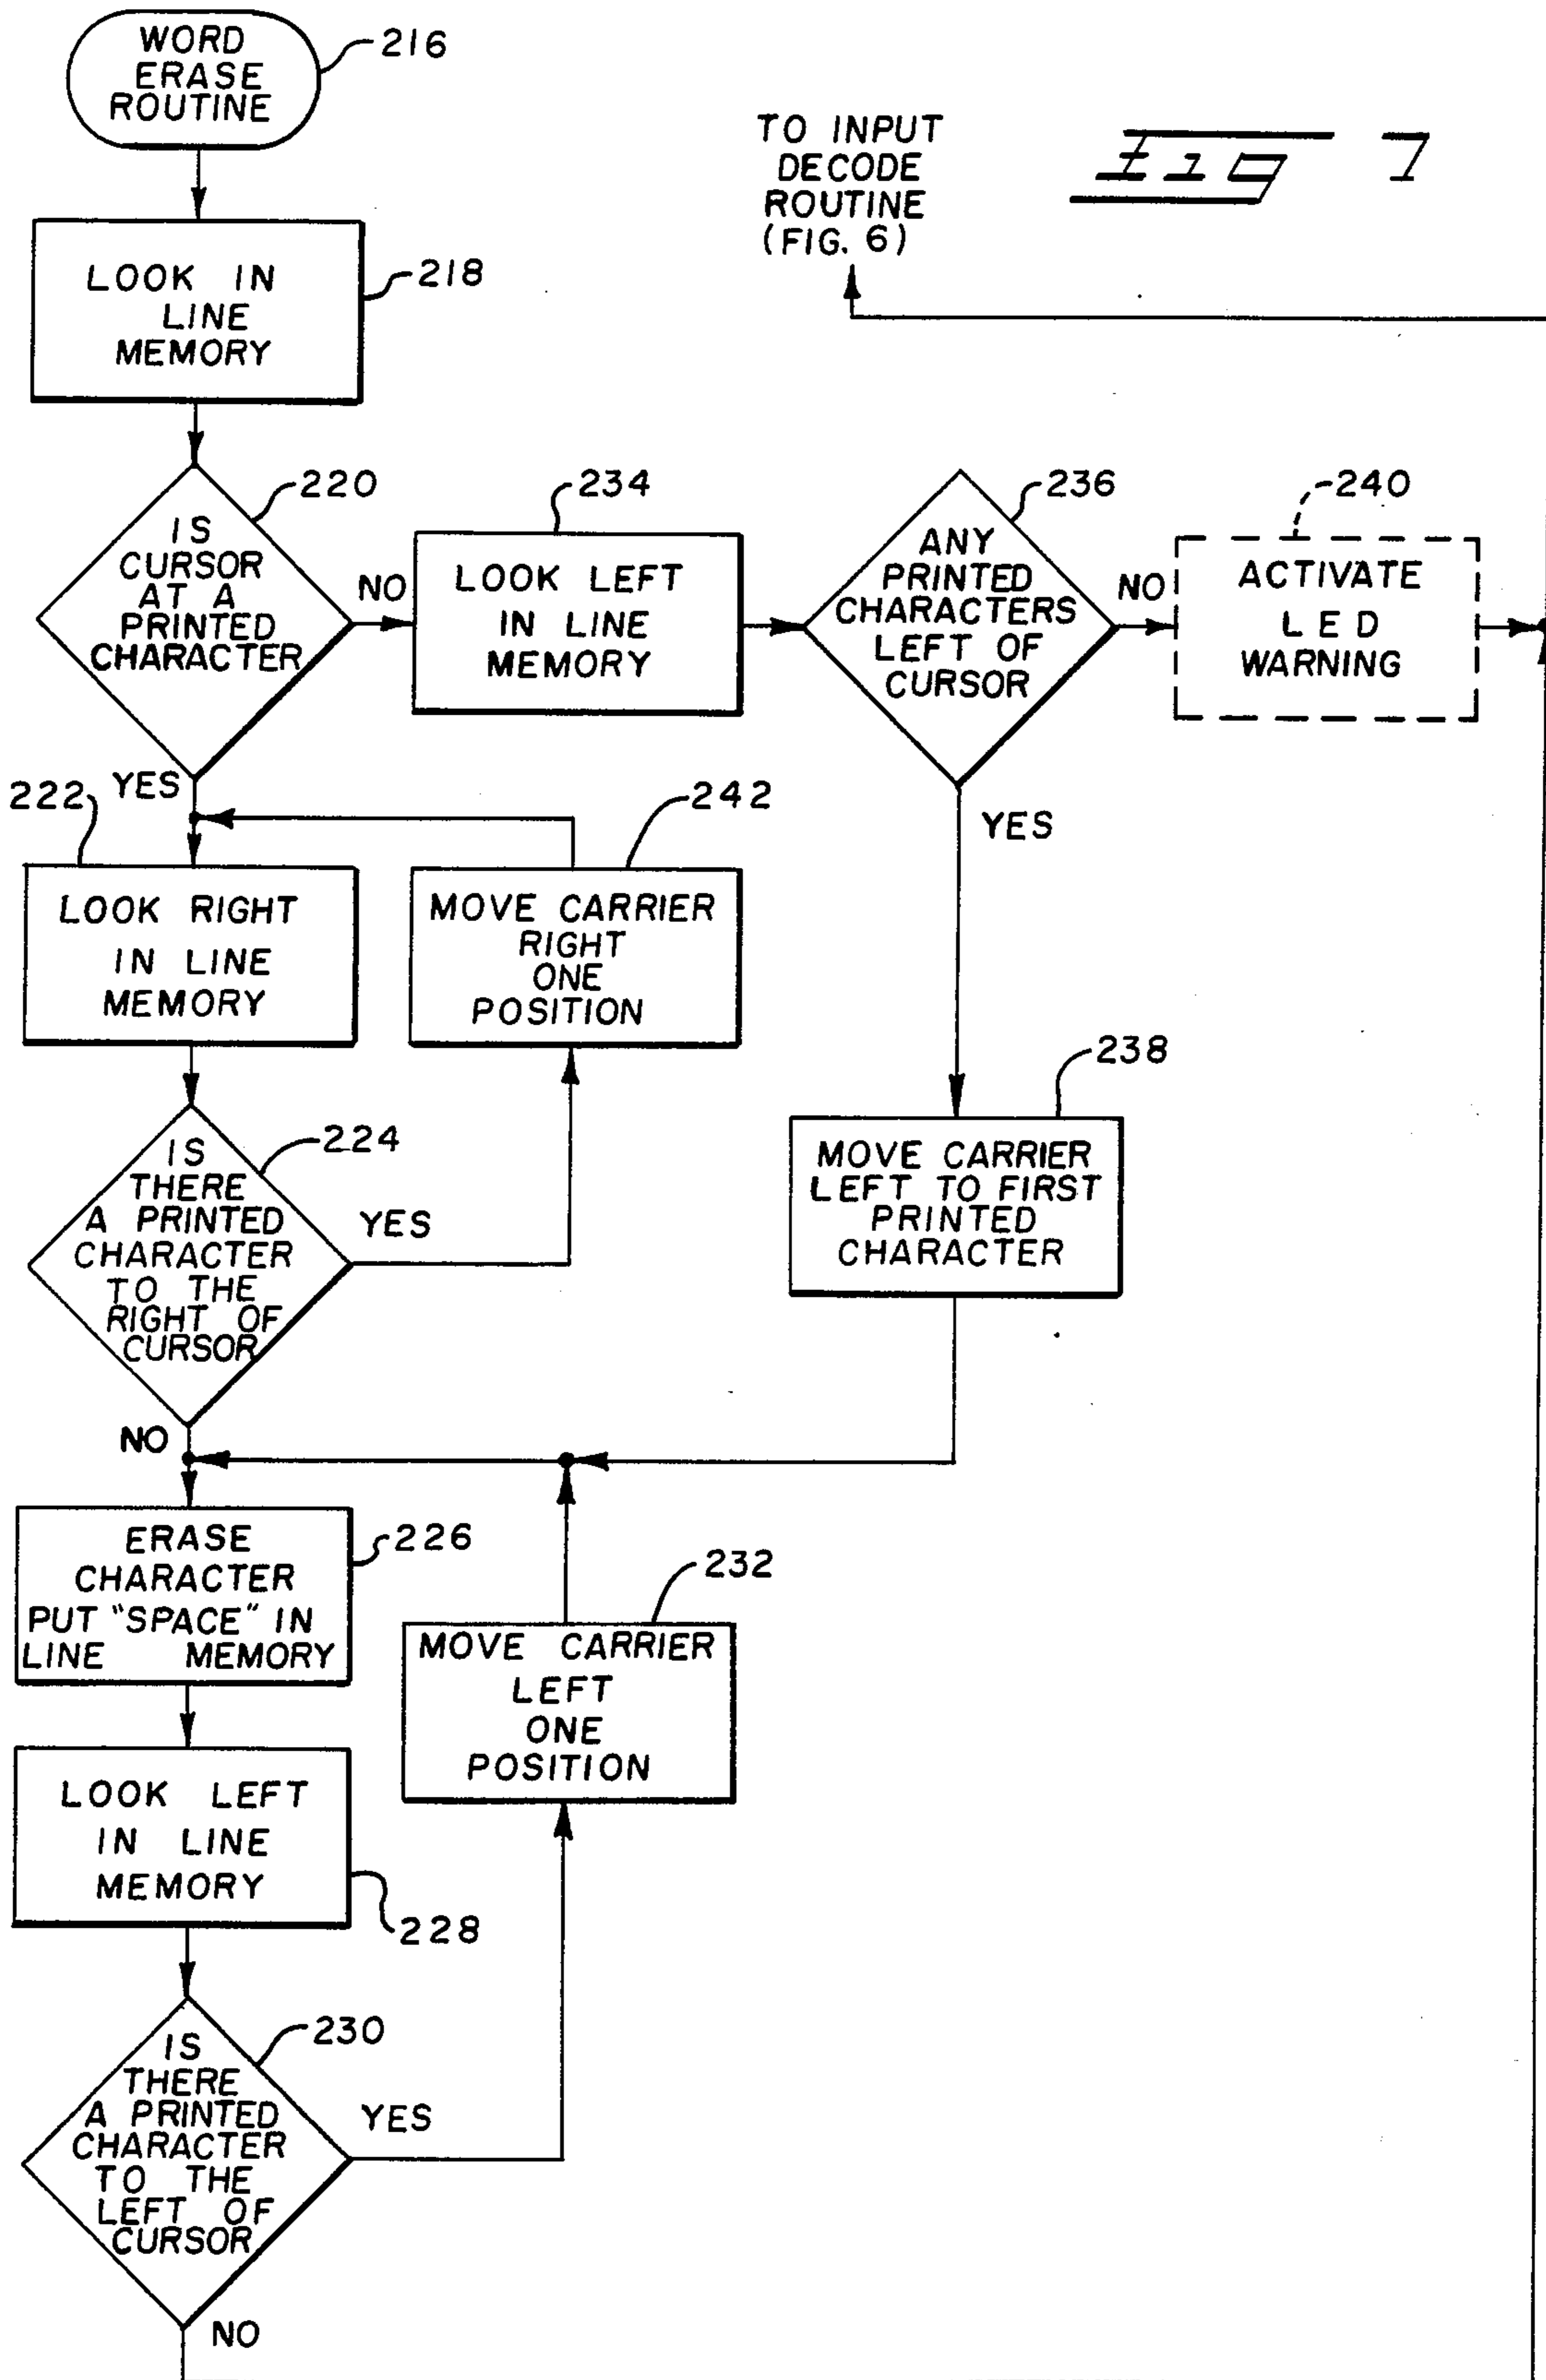 WORD
ERASE
ROUTINE
216
TO INPUT
DECODE
ROUTINE
(FIG. 6)
Fig 7
LOOK IN
LINE
MEMORY
218
220
IS
CURSOR
AT A
PRINTED
CHARACTER
NO
234
LOOK LEFT
IN LINE
MEMORY
236
ANY
PRINTED
CHARACTERS
LEFT OF
CURSOR
NO
240
ACTIVATE
LED
WARNING
YES
YES
222
LOOK RIGHT
IN LINE
MEMORY
242
MOVE CARRIER
RIGHT
ONE
POSITION
224
IS
THERE
A PRINTED
CHARACTER
TO THE
RIGHT OF
CURSOR
YES
238
MOVE CARRIER
LEFT TO FIRST
PRINTED
CHARACTER
NO
ERASE
CHARACTER
PUT "SPACE" IN
LINE MEMORY
226
232
MOVE CARRIER
LEFT
ONE
POSITION
LOOK LEFT
IN LINE
MEMORY
228
230
IS
THERE
A PRINTED
CHARACTER
TO THE
LEFT OF
CURSOR
YES
NO